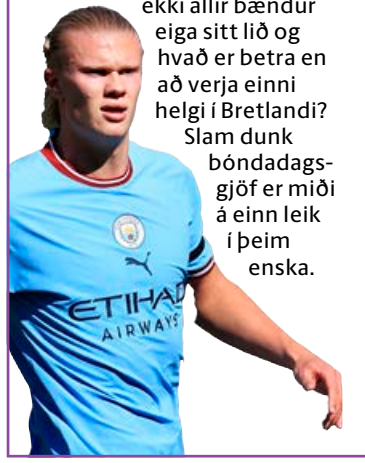 ekki allir bændur
eiga sitt lið og
hvað er betra en
að verja einni
helgi í Bretlandi?
Slam dunk
bóndadags-
gjöf er miði
á einn leik
í þeim
enska.
ETIHAD
AIRWAYS